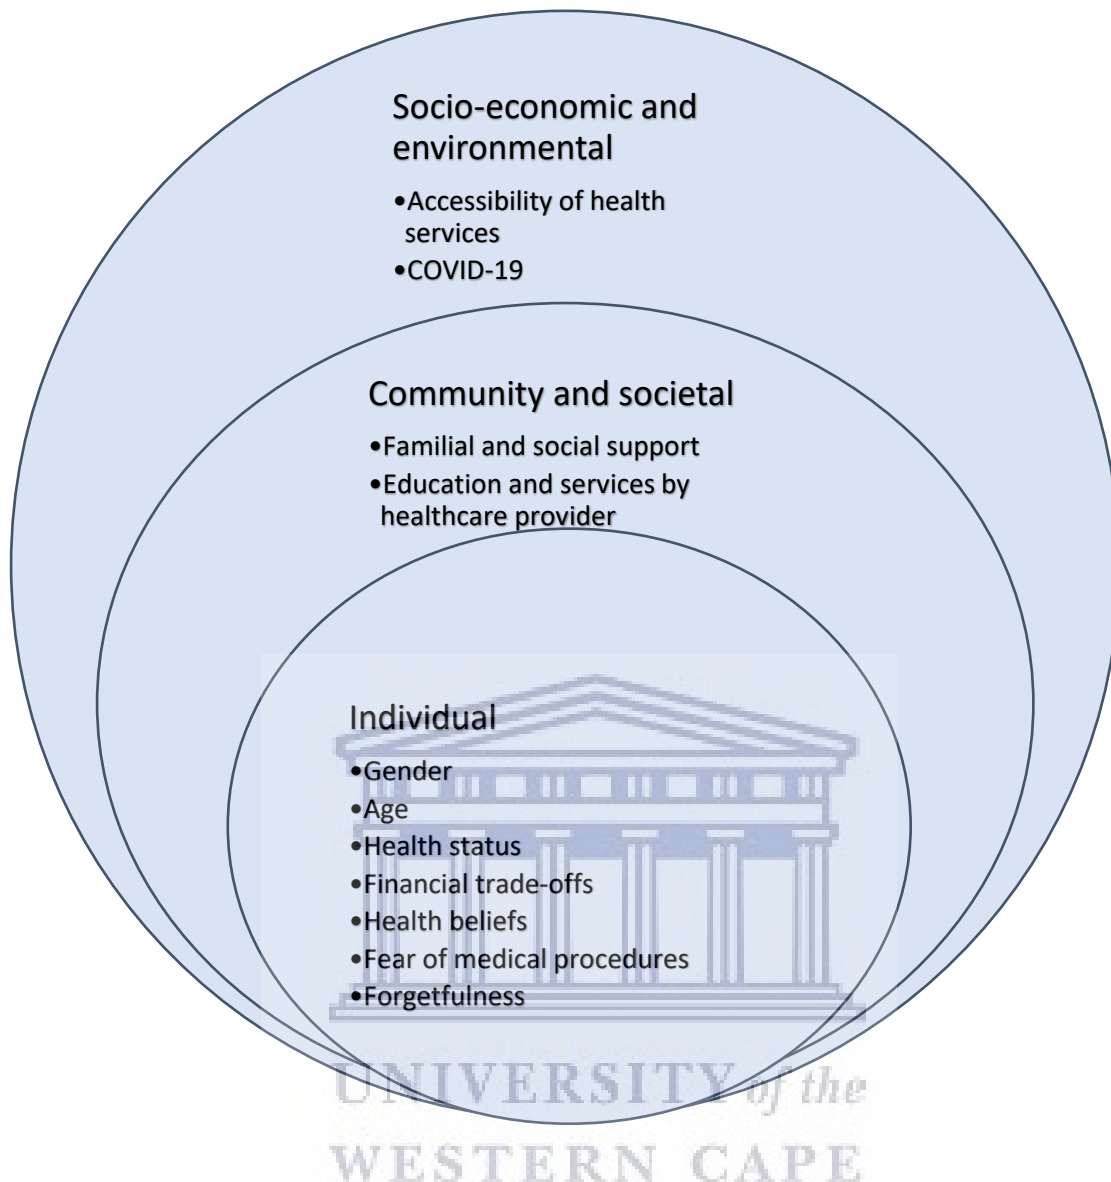 Socio-economic and
environmental
•Accessibility of health
services
•COVID-19
Community and societal
•Familial and social support
•Education and services by
healthcare provider
Individual
•Gender
•Age
•Health status
•Financial trade-offs
•Health beliefs
•Fear of medical procedures
•Forgetfulness
UNIVERSITY of the
WESTERN CAPE